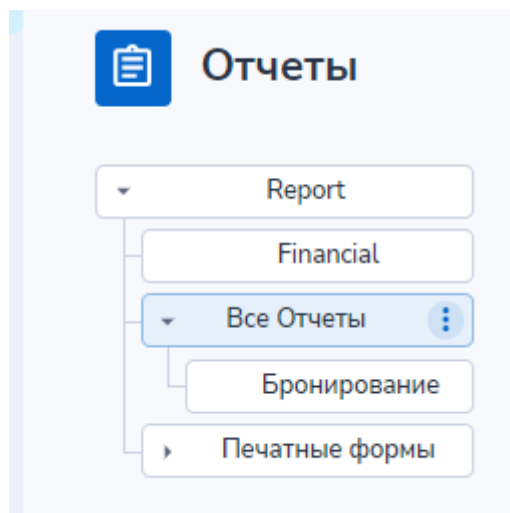 Отчеты
Report
Financial
Все Отчеты
Бронирование
Печатные формы